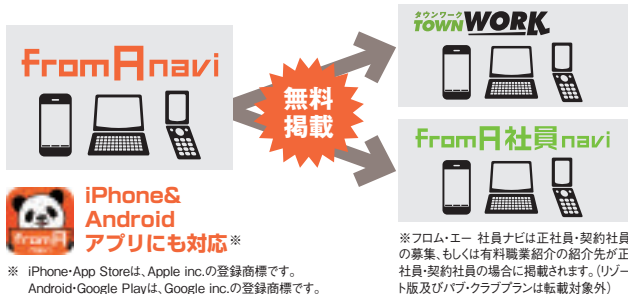 fromAnavi
無料
掲載
タウンワーク
TOWNWORK
fromA社員navi
fromA
iPhone&
Android
アプリにも対応※
※ iPhone・App Storeは、Apple inc.の登録商標です。
Android・Google Playは、Google inc.の登録商標です。
※フロム・エー 社員ナビは正社員・契約社員
の募集、もしくは有料職業紹介の紹介先が正
社員・契約社員の場合に掲載されます。(リゾー
ト版及びパブ・クラブプランは転載対象外)